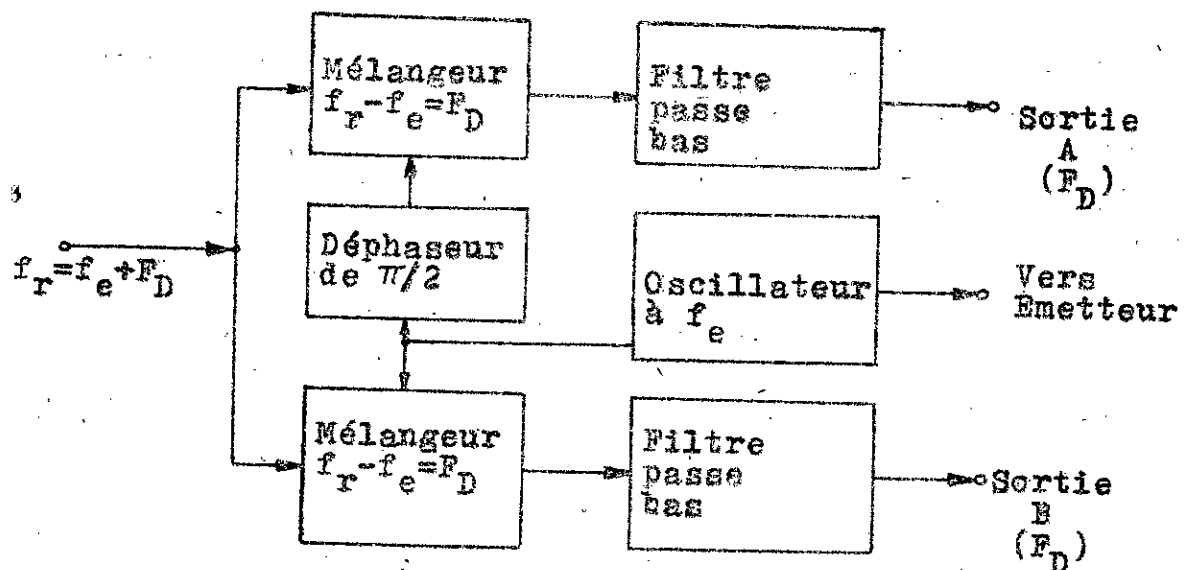 Mélangeur
f_r-f_e=F_D
Filtre
passe
bas
Sortie
A
(F_D)
f_r=f_e+F_D
Déphaseur
de π/2
Oscillateur
à f_e
Vers
Emetteur
Mélangeur
f_r-f_e=F_D
Filtre
passe
bas
Sortie
B
(F_D)